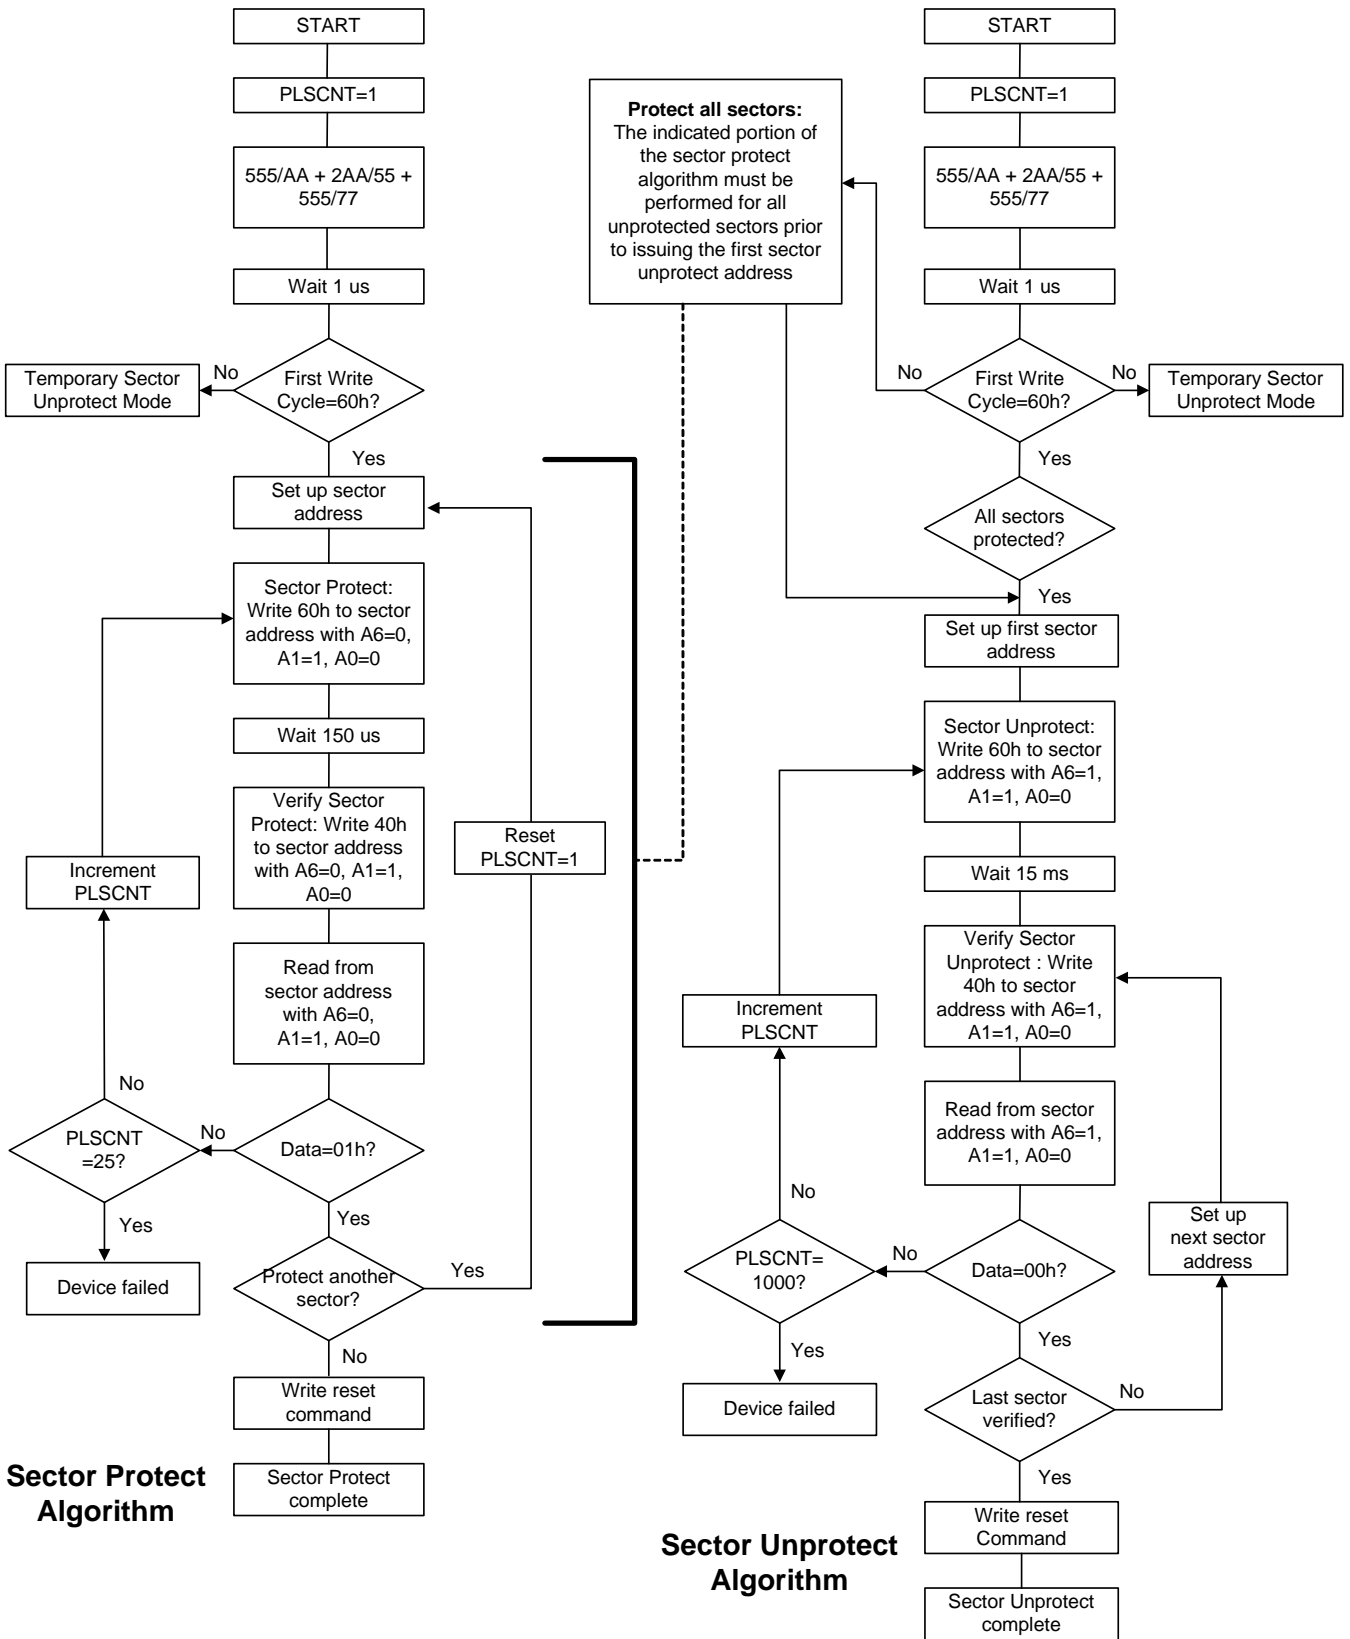 START
PLSCNT=1
555/AA + 2AA/55 +
555/77
Wait 1 us
First Write
Cycle=60h?
No
Temporary Sector
Unprotect Mode
Yes
Set up sector
address
Sector Protect:
Write 60h to sector
address with A6=0,
A1=1, A0=0
Wait 150 us
Verify Sector
Protect: Write 40h
to sector address
with A6=0, A1=1,
A0=0
Reset
PLSCNT=1
Increment
PLSCNT
Read from
sector address
with A6=0,
A1=1, A0=0
No
PLSCNT
=25?
No
Data=01h?
Yes
Yes
Device failed
Protect another
sector?
Yes
No
Write reset
command
Sector Protect
complete
Sector Protect
Algorithm
Protect all sectors:
The indicated portion of
the sector protect
algorithm must be
performed for all
unprotected sectors prior
to issuing the first sector
unprotect address
START
PLSCNT=1
555/AA + 2AA/55 +
555/77
Wait 1 us
No
First Write
Cycle=60h?
No
Temporary Sector
Unprotect Mode
Yes
All sectors
protected?
Yes
Set up first sector
address
Sector Unprotect:
Write 60h to sector
address with A6=1,
A1=1, A0=0
Wait 15 ms
Verify Sector
Unprotect : Write
40h to sector
address with A6=1,
A1=1, A0=0
Increment
PLSCNT
Read from sector
address with A6=1,
A1=1, A0=0
No
PLSCNT=
1000?
No
Data=00h?
Set up
next sector
address
Yes
Yes
Device failed
Last sector
verified?
No
Yes
Write reset
Command
Sector Unprotect
complete
Sector Unprotect
Algorithm